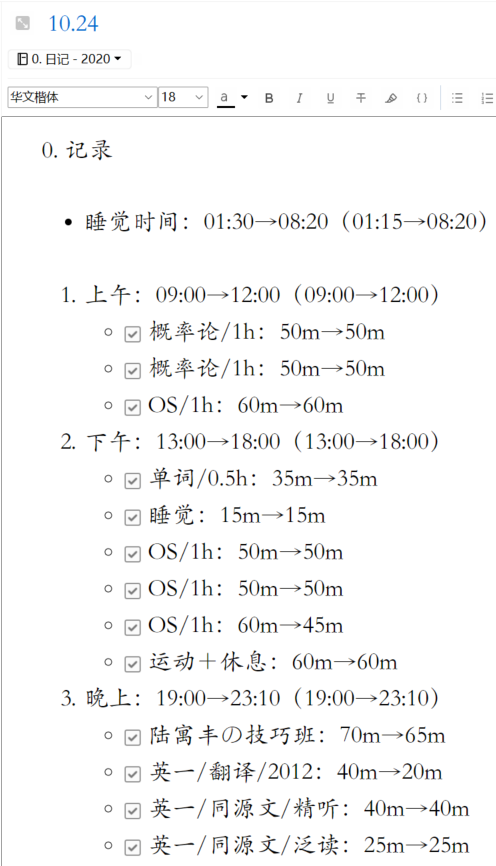 10.24
0. 日记 - 2020
华文楷体 18 a B I U T {}
0. 记录
• 睡觉时间：01:30→08:20（01:15→08:20）
1. 上午：09:00→12:00（09:00→12:00）
概率论/1h：50m→50m
概率论/1h：50m→50m
OS/1h：60m→60m
2. 下午：13:00→18:00（13:00→18:00）
单词/0.5h：35m→35m
睡觉：15m→15m
OS/1h：50m→50m
OS/1h：50m→50m
OS/1h：60m→45m
运动＋休息：60m→60m
3. 晚上：19:00→23:10（19:00→23:10）
陆寓丰の技巧班：70m→65m
英一/翻译/2012：40m→20m
英一/同源文/精听：40m→40m
英一/同源文/泛读：25m→25m